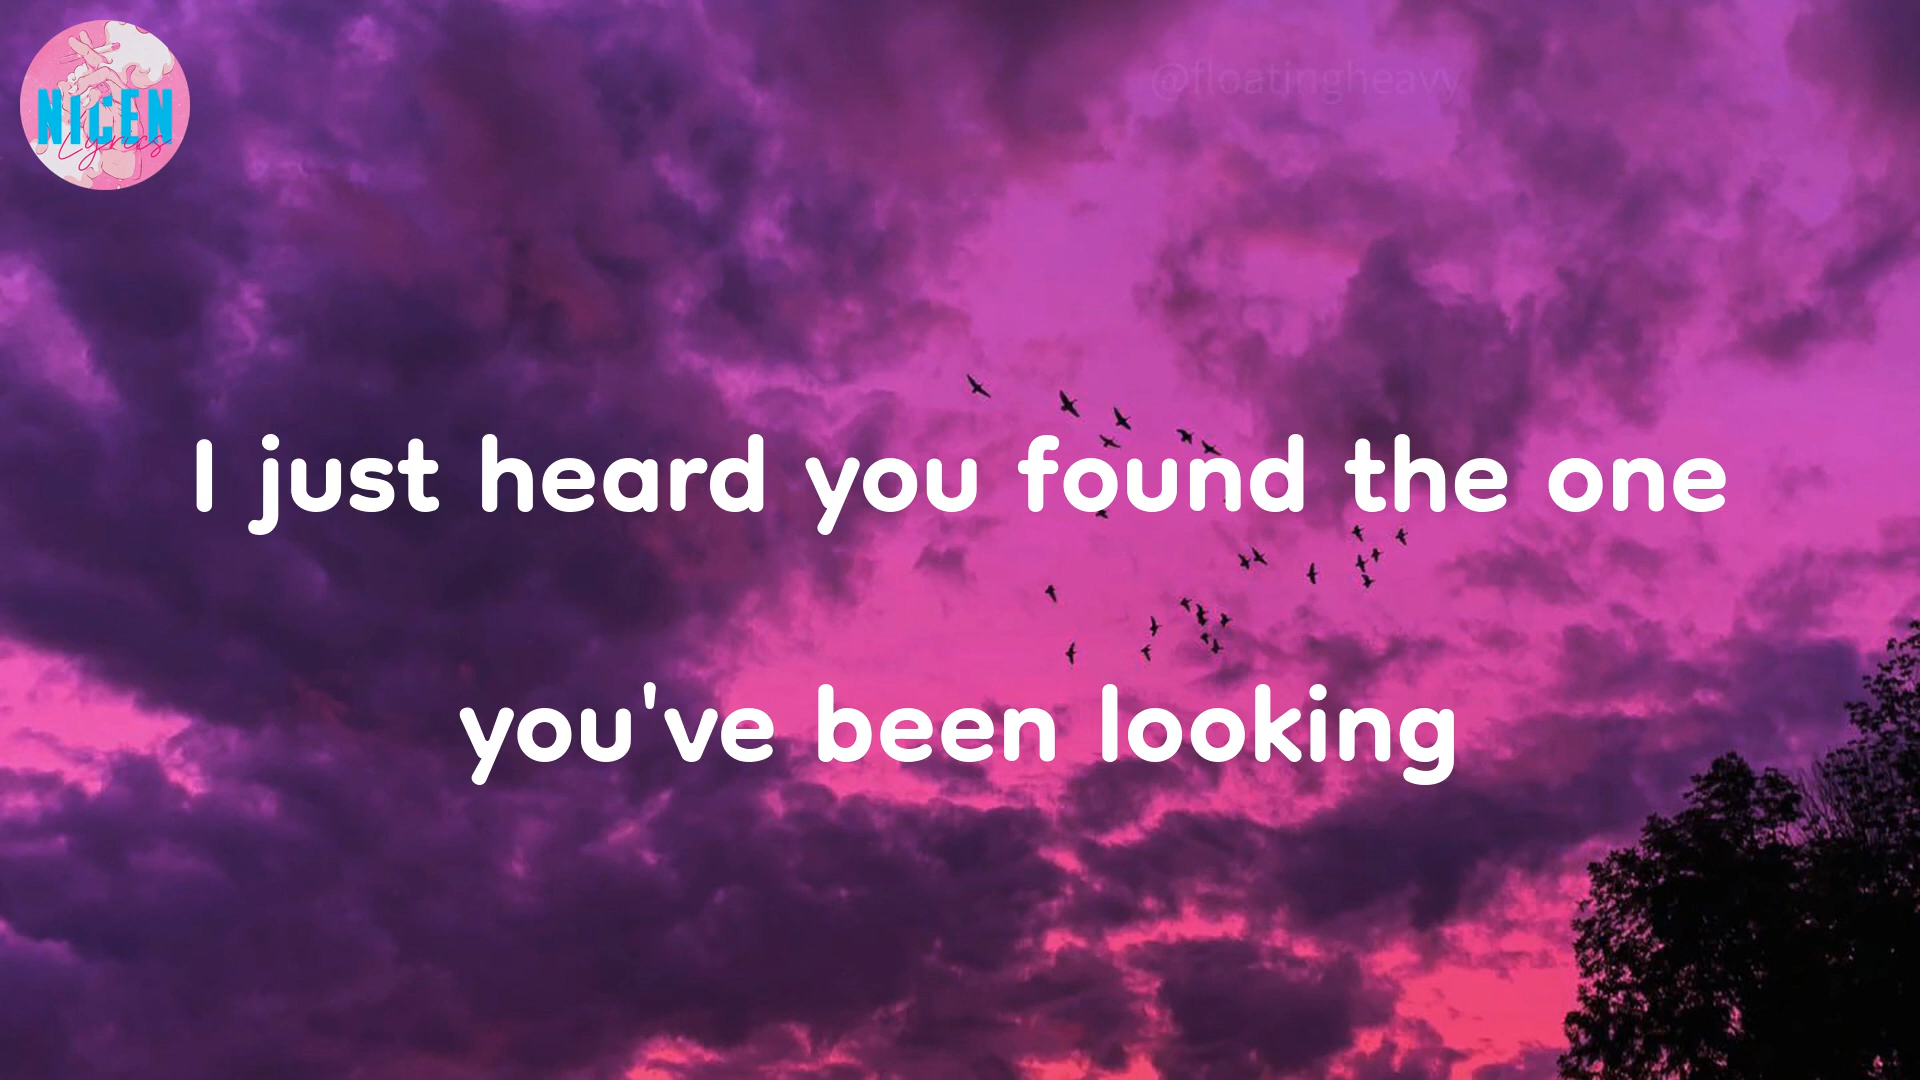 NICEN
Lyrics
@floatingheavy
I just heard you found the one
you've been looking